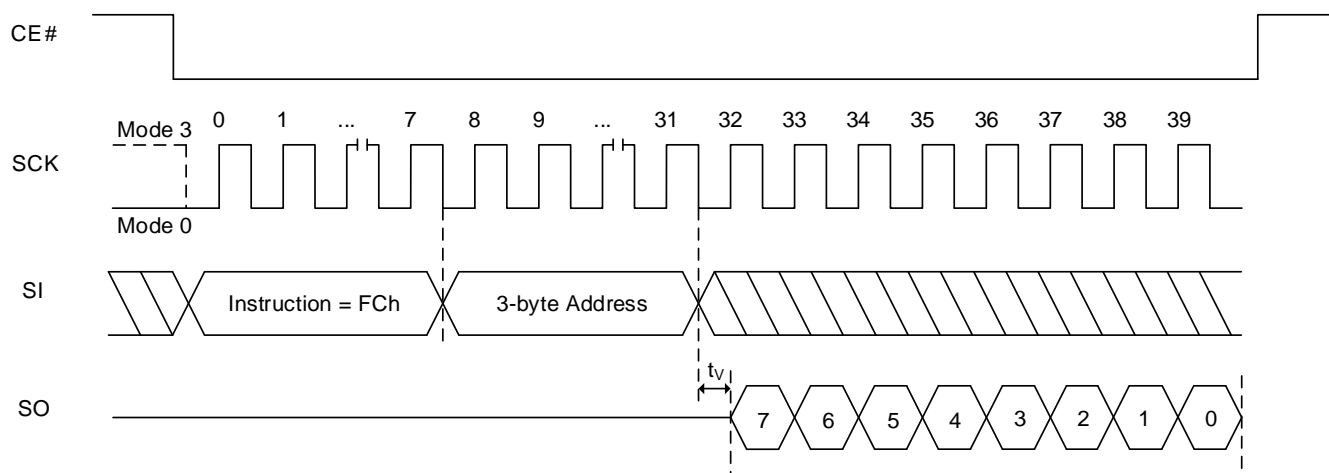 CE#
Mode 3
0 1 ... 7 8 9 ... 31 32 33 34 35 36 37 38 39
SCK
Mode 0
SI
Instruction = FCh
3-byte Address
tV
SO
7 6 5 4 3 2 1 0